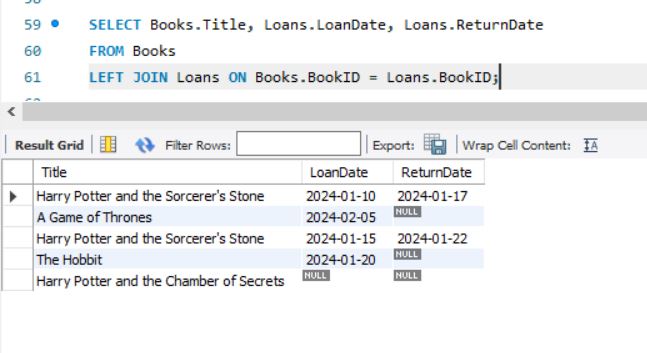 59 SELECT Books.Title, Loans.LoanDate, Loans.ReturnDate
60 FROM Books
61 LEFT JOIN Loans ON Books.BookID = Loans.BookID;
Result Grid Filter Rows: Export: Wrap Cell Content: IA
Title LoanDate ReturnDate
Harry Potter and the Sorcerer's Stone 2024-01-10 2024-01-17
A Game of Thrones 2024-02-05 NULL
Harry Potter and the Sorcerer's Stone 2024-01-15 2024-01-22
The Hobbit 2024-01-20 NULL
Harry Potter and the Chamber of Secrets NULL NULL